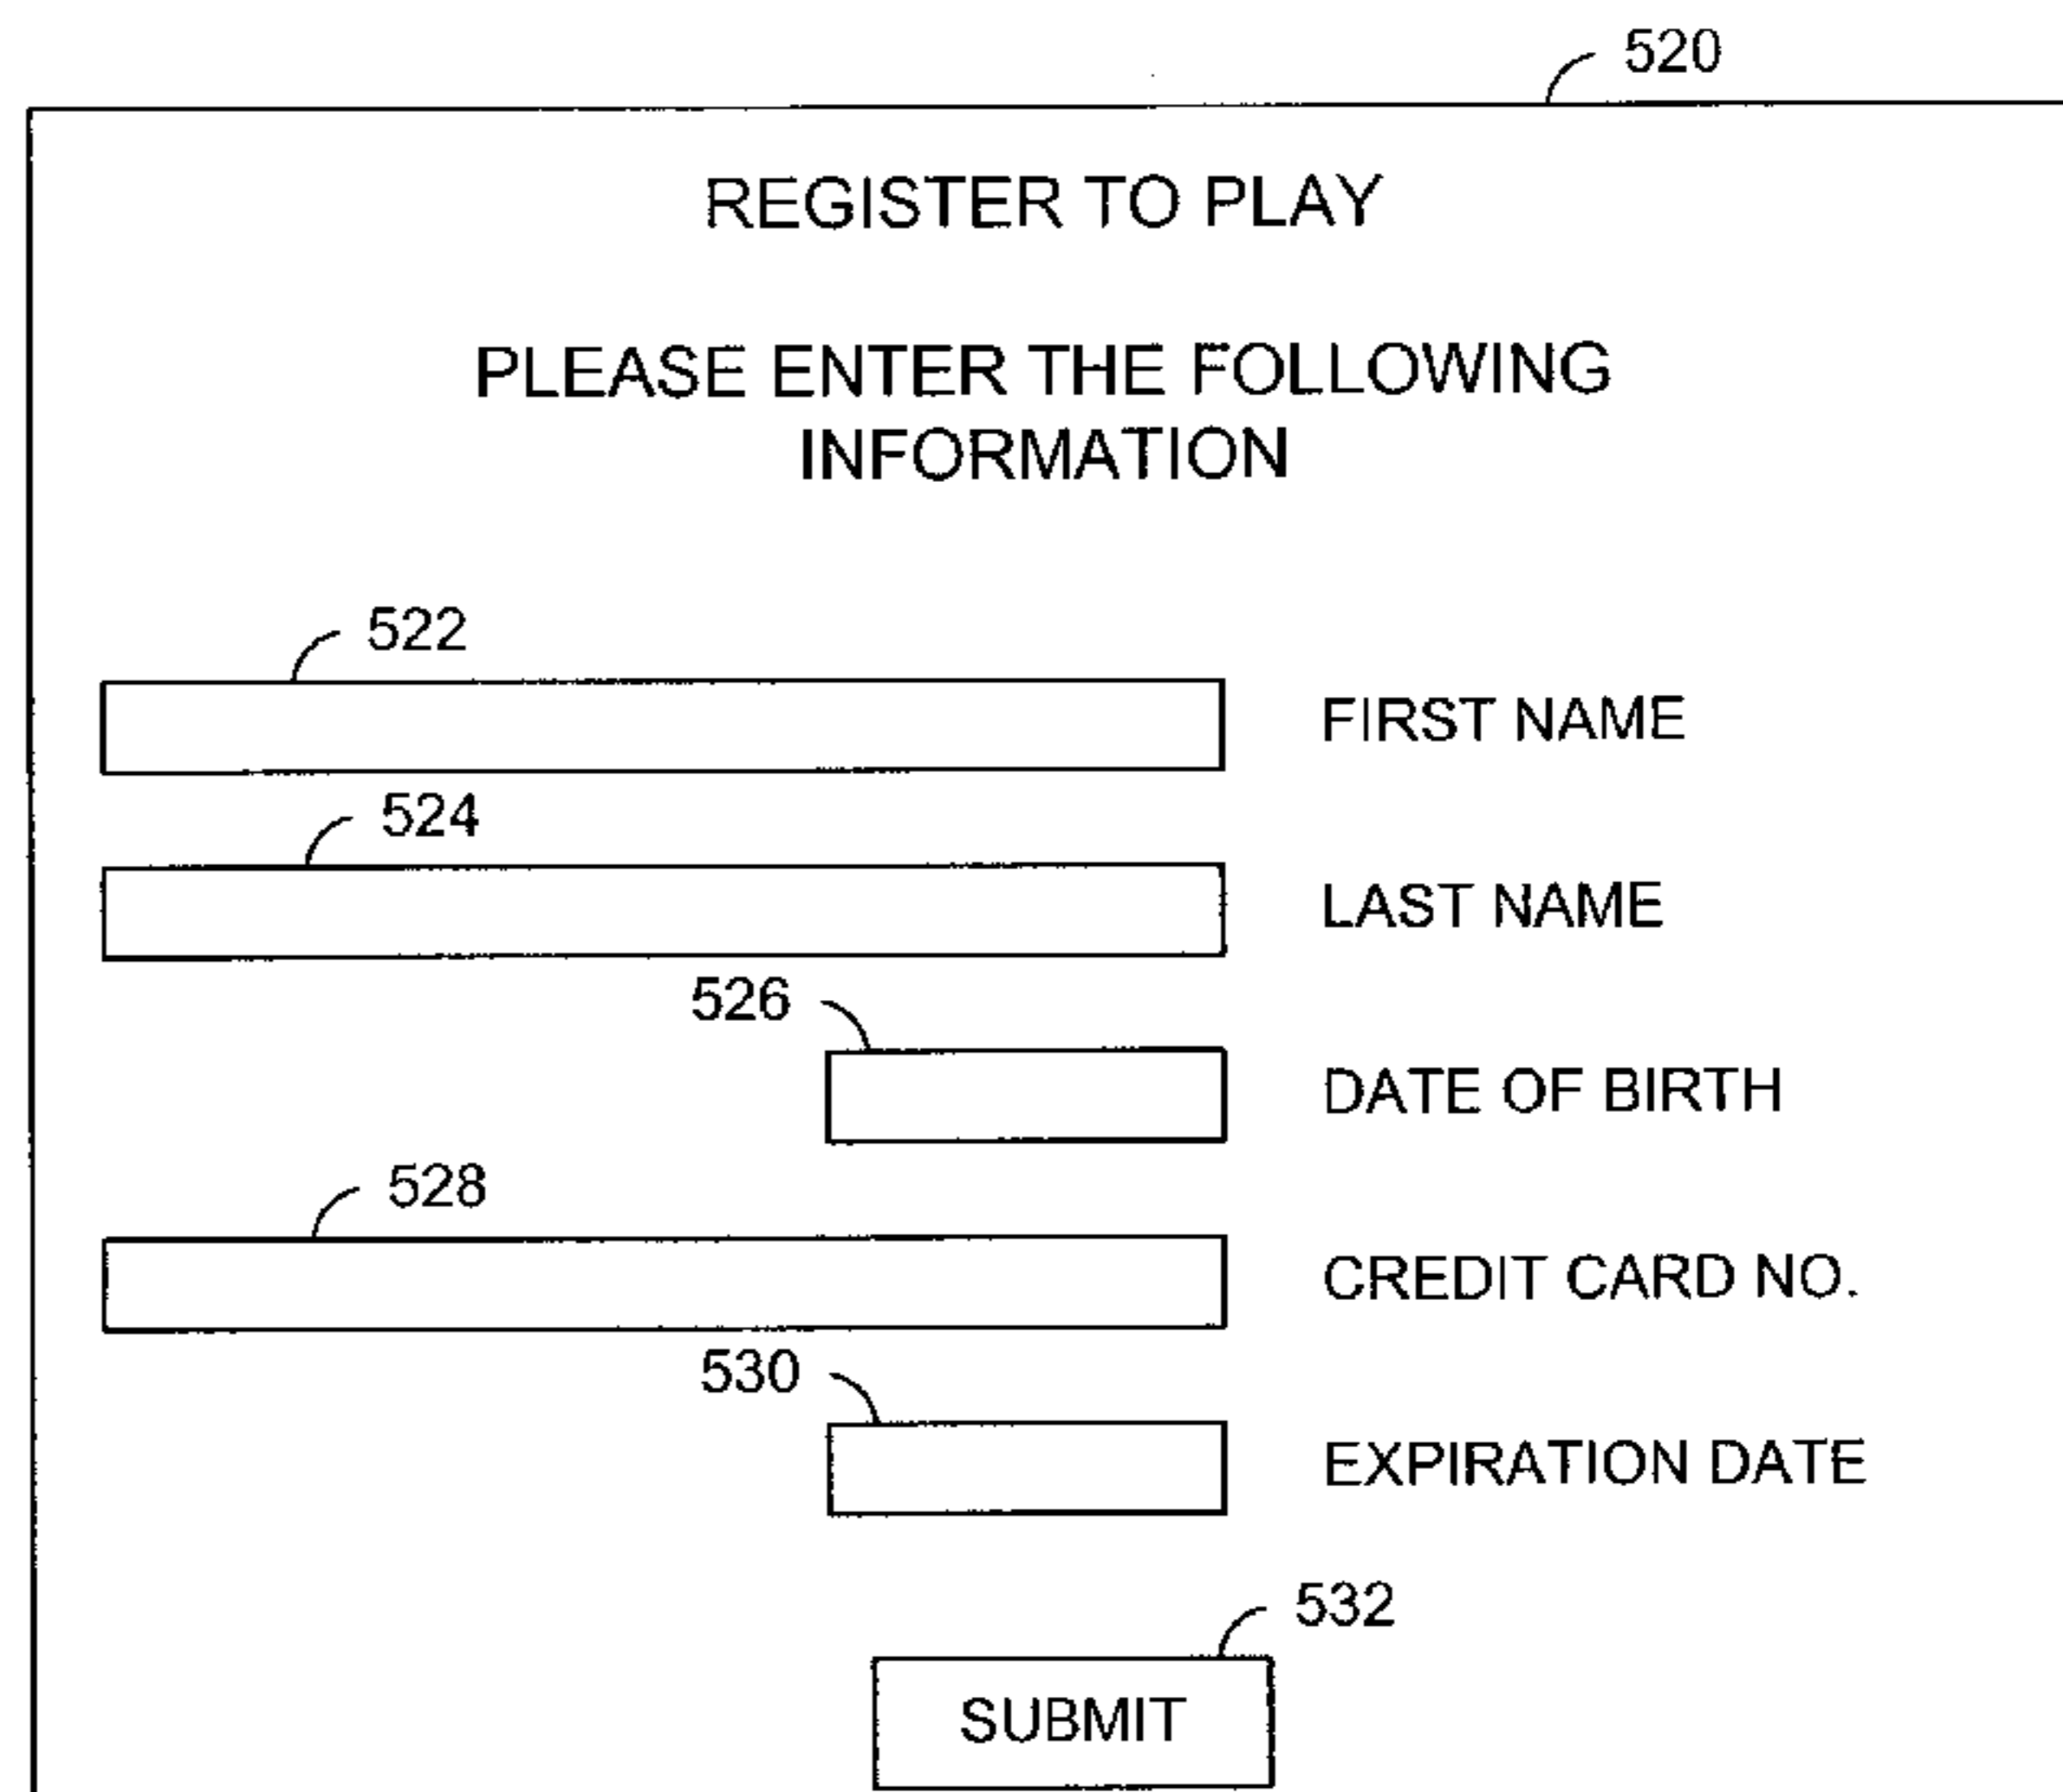 520
REGISTER TO PLAY
PLEASE ENTER THE FOLLOWING
INFORMATION
522
FIRST NAME
524
LAST NAME
526
DATE OF BIRTH
528
CREDIT CARD NO.
530
EXPIRATION DATE
532
SUBMIT